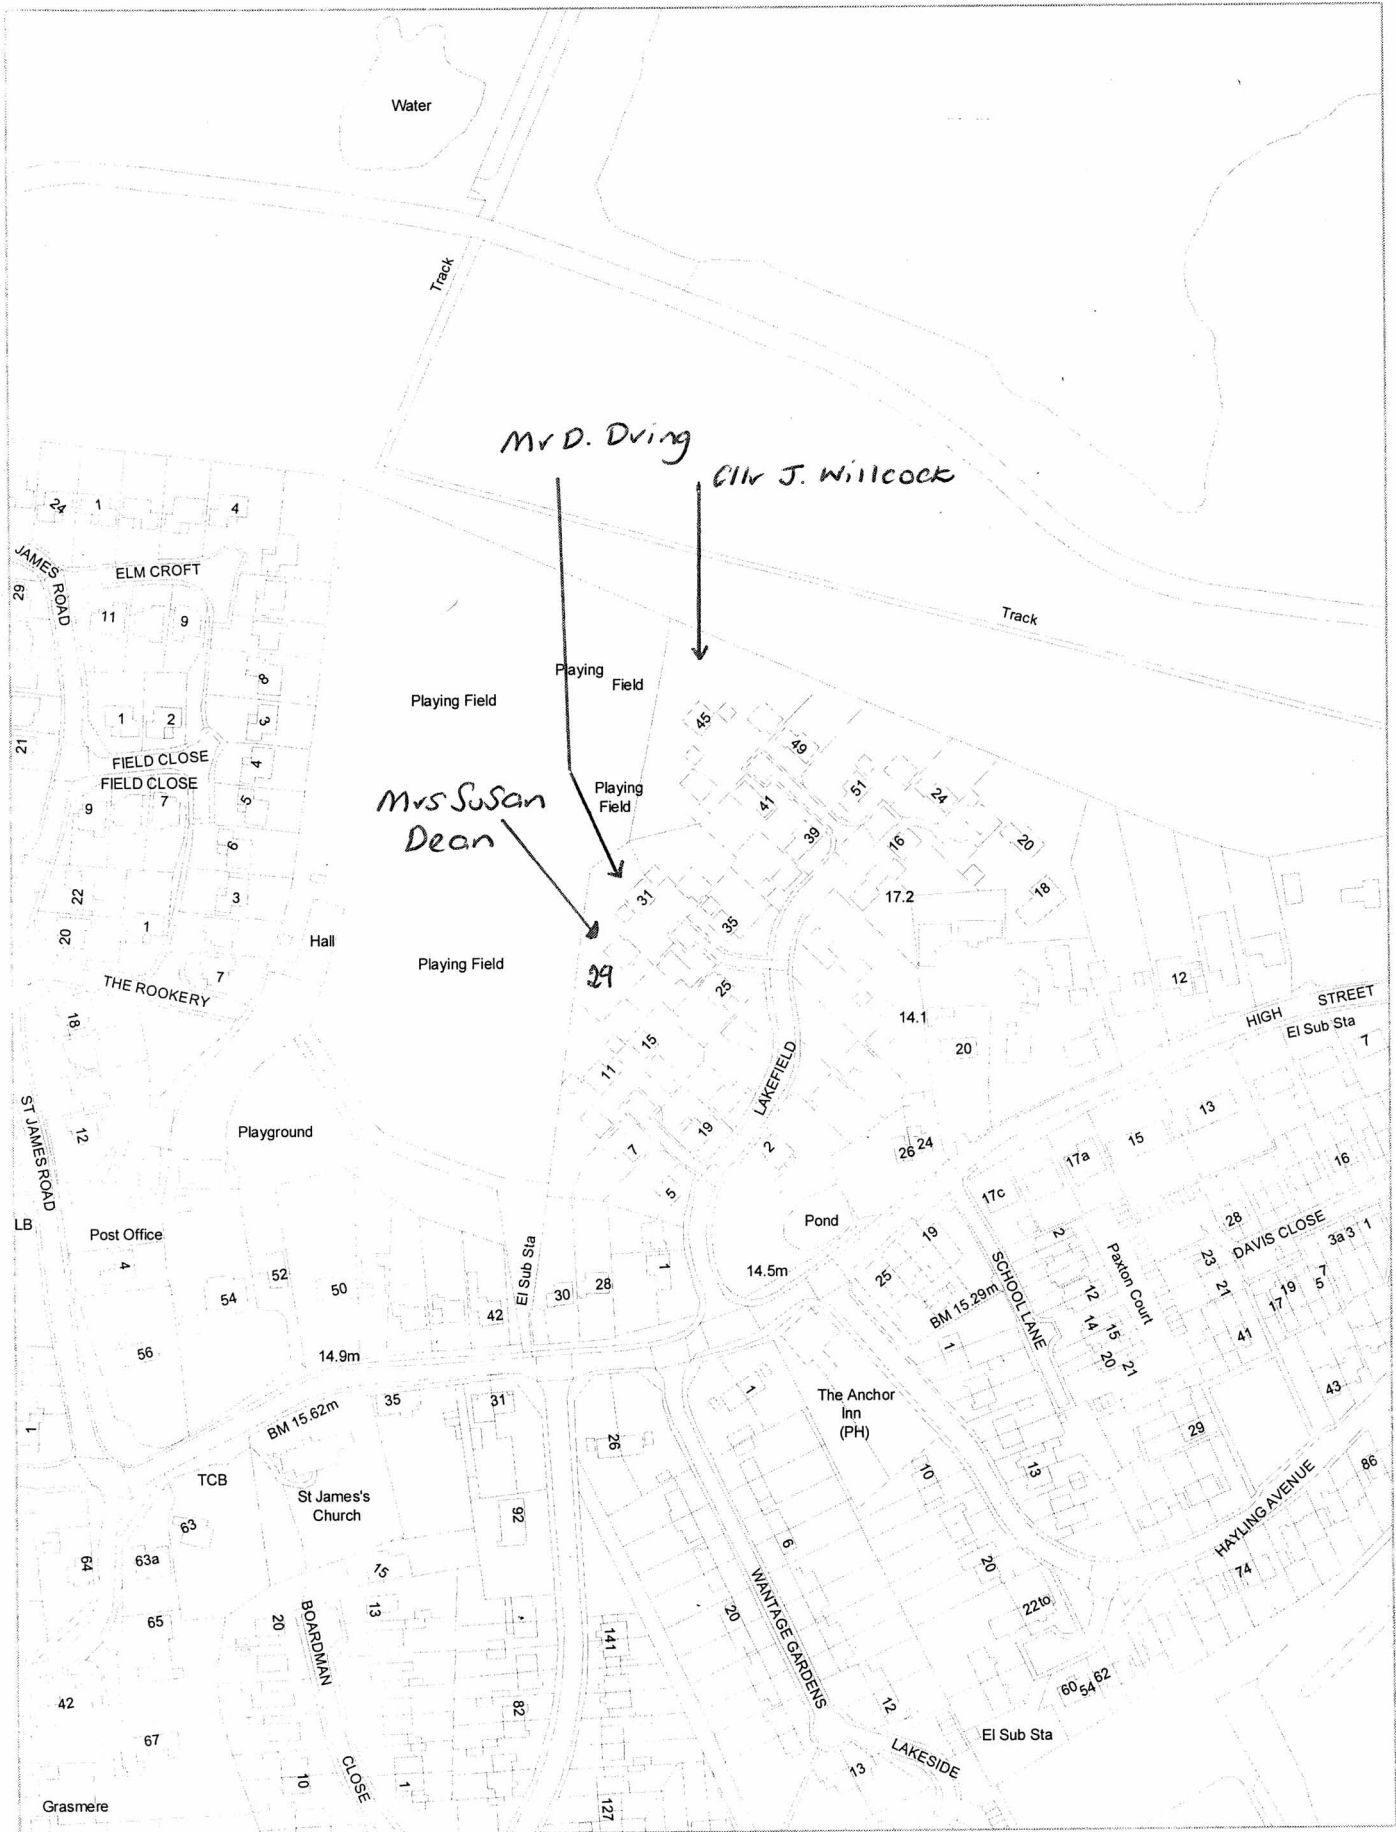 Water
Track
Mr D. Dring
Cllr J. Willcock
24
1
4
JAMES ROAD
ELM CROFT
29
11
9
Track
Playing
Field
8
Playing Field
1
2
3
45
21
49
FIELD CLOSE
4
FIELD CLOSE
9
7
5
Mrs Susan
Dean
Playing
Field
41
51
24
39
16
20
6
22
3
31
17.2
18
20
1
35
Hall
Playing Field
29
7
THE ROOKERY
25
12
HIGH STREET
El Sub Sta
7
18
14.1
20
15
11
LAKEFIELD
ST JAMES ROAD
12
Playground
7
19
2
26
24
17a
15
13
16
5
17c
LB
Post Office
4
Pond
19
2
28
DAVIS CLOSE
3a
3
1
El Sub Sta
1
14.5m
25
SCHOOL LANE
Paxton Court
23
21
7
5
19
17
54
52
50
42
30
28
BM 15.29m
12
14
15
20
21
41
56
14.9m
1
1
The Anchor
Inn
(PH)
43
1
BM 15.62m
35
31
26
29
TCB
St James's
Church
10
13
86
63
92
HAYLING AVENUE
64
63a
15
6
20
74
65
20
BOARDMAN
13
141
20
WANTAGE GARDENS
22to
42
82
12
60
54
62
67
El Sub Sta
10
CLOSE
1
13
LAKESIDE
Grasmere
127